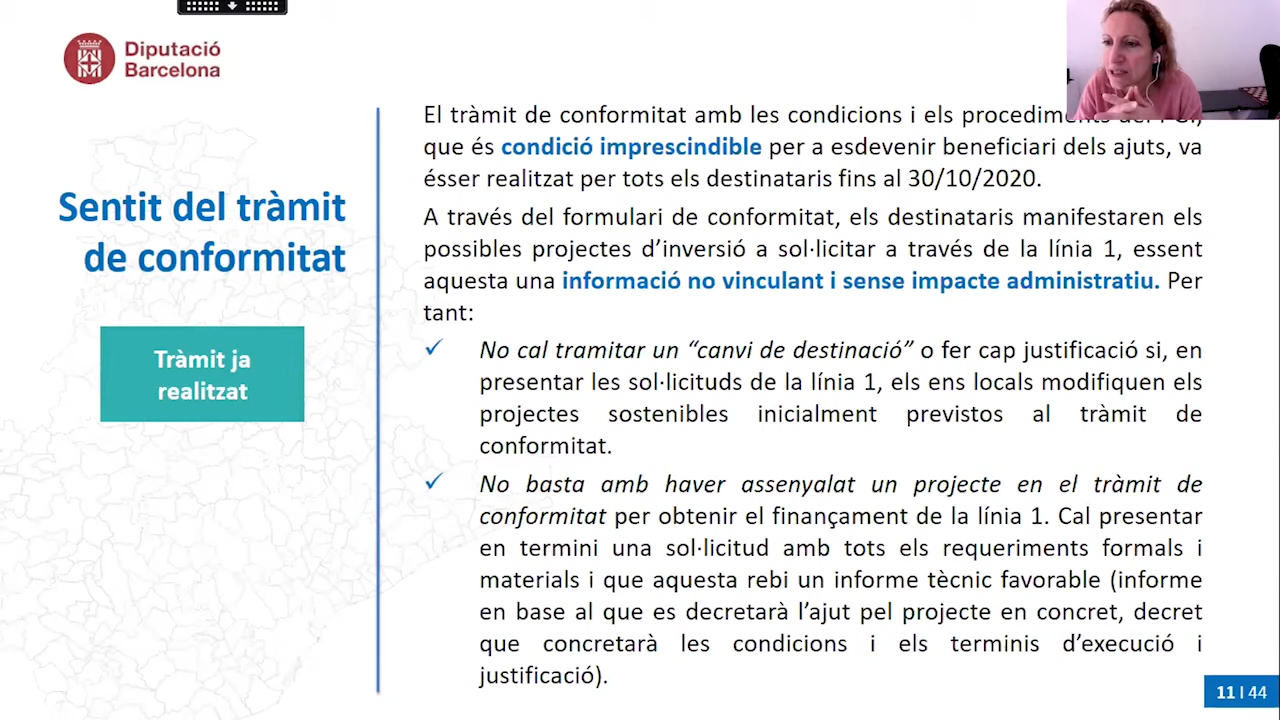 Diputació
Barcelona
Sentit del tràmit
de conformitat
Tràmit ja
realitzat
El tràmit de conformitat amb les condicions i els procediments del
que és condició imprescindible per a esdevenir beneficiari dels ajuts, va
ésser realitzat per tots els destinataris fins al 30/10/2020.
A través del formulari de conformitat, els destinataris manifestaren els
possibles projectes d’inversió a sol·licitar a través de la línia 1, essent
aquesta una informació no vinculant i sense impacte administratiu. Per
tant:
✓ No cal tramitar un “canvi de destinació” o fer cap justificació si, en
presentar les sol·licituds de la línia 1, els ens locals modifiquen els
projectes sostenibles inicialment previstos al tràmit de
conformitat.
✓ No basta amb haver assenyalat un projecte en el tràmit de
conformitat per obtenir el finançament de la línia 1. Cal presentar
en termini una sol·licitud amb tots els requeriments formals i
materials i que aquesta rebi un informe tècnic favorable (informe
en base al que es decretarà l’ajut pel projecte en concret, decret
que concretarà les condicions i els terminis d’execució i
justificació).
11 I 44